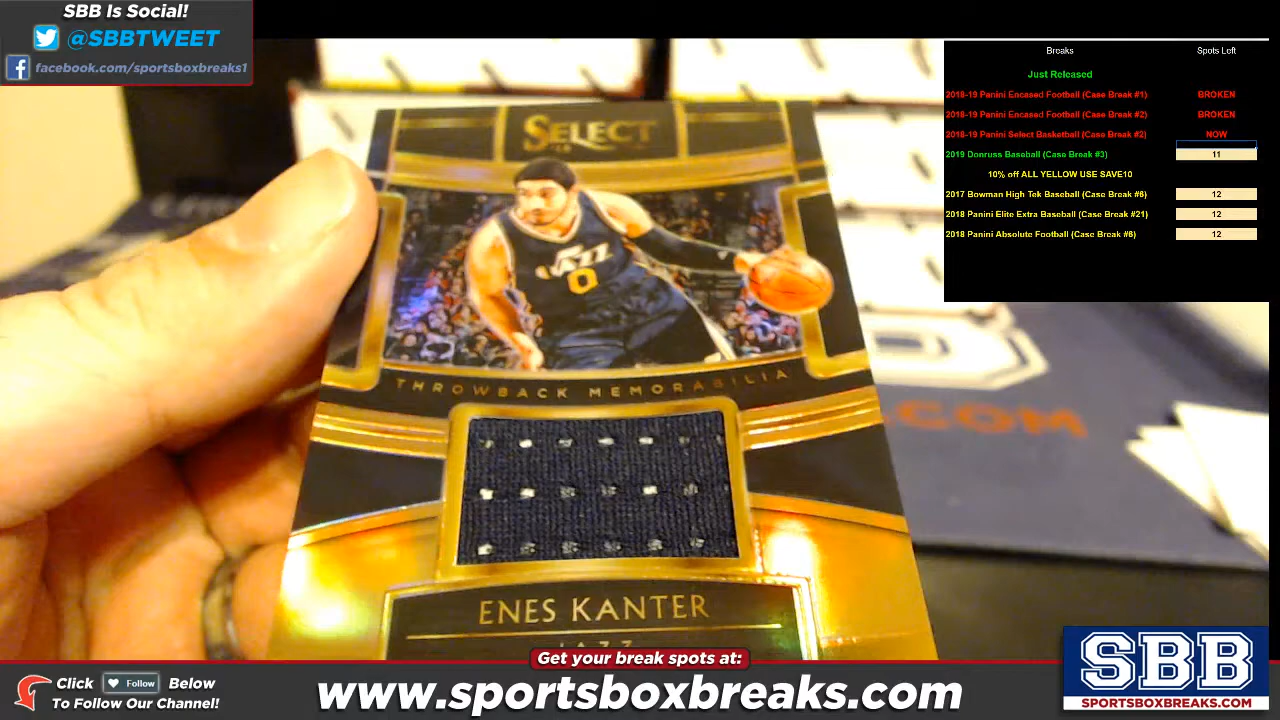 SBB Is Social!
@SBBTWEET
facebook.com/sportsboxbreaks1
Breaks Spots Left
Just Released
2018-19 Panini Encased Football (Case Break #1) BROKEN
2018-19 Panini Encased Football (Case Break #2) BROKEN
2018-19 Panini Select Basketball (Case Break #2) NOW
2019 Donruss Baseball (Case Break #3) 11
10% off ALL YELLOW USE SAVE10
2017 Bowman High Tek Baseball (Case Break #6) 12
2018 Panini Elite Extra Baseball (Case Break #21) 12
2018 Panini Absolute Football (Case Break #6) 12
SELECT
JAZZ
0
THROWBACK MEMORABILIA
ENES KANTER
JAZZ
.COM
Get your break spots at:
www.sportsboxbreaks.com
Click Follow Below
To Follow Our Channel!
SBB
SPORTSBOXBREAKS.COM